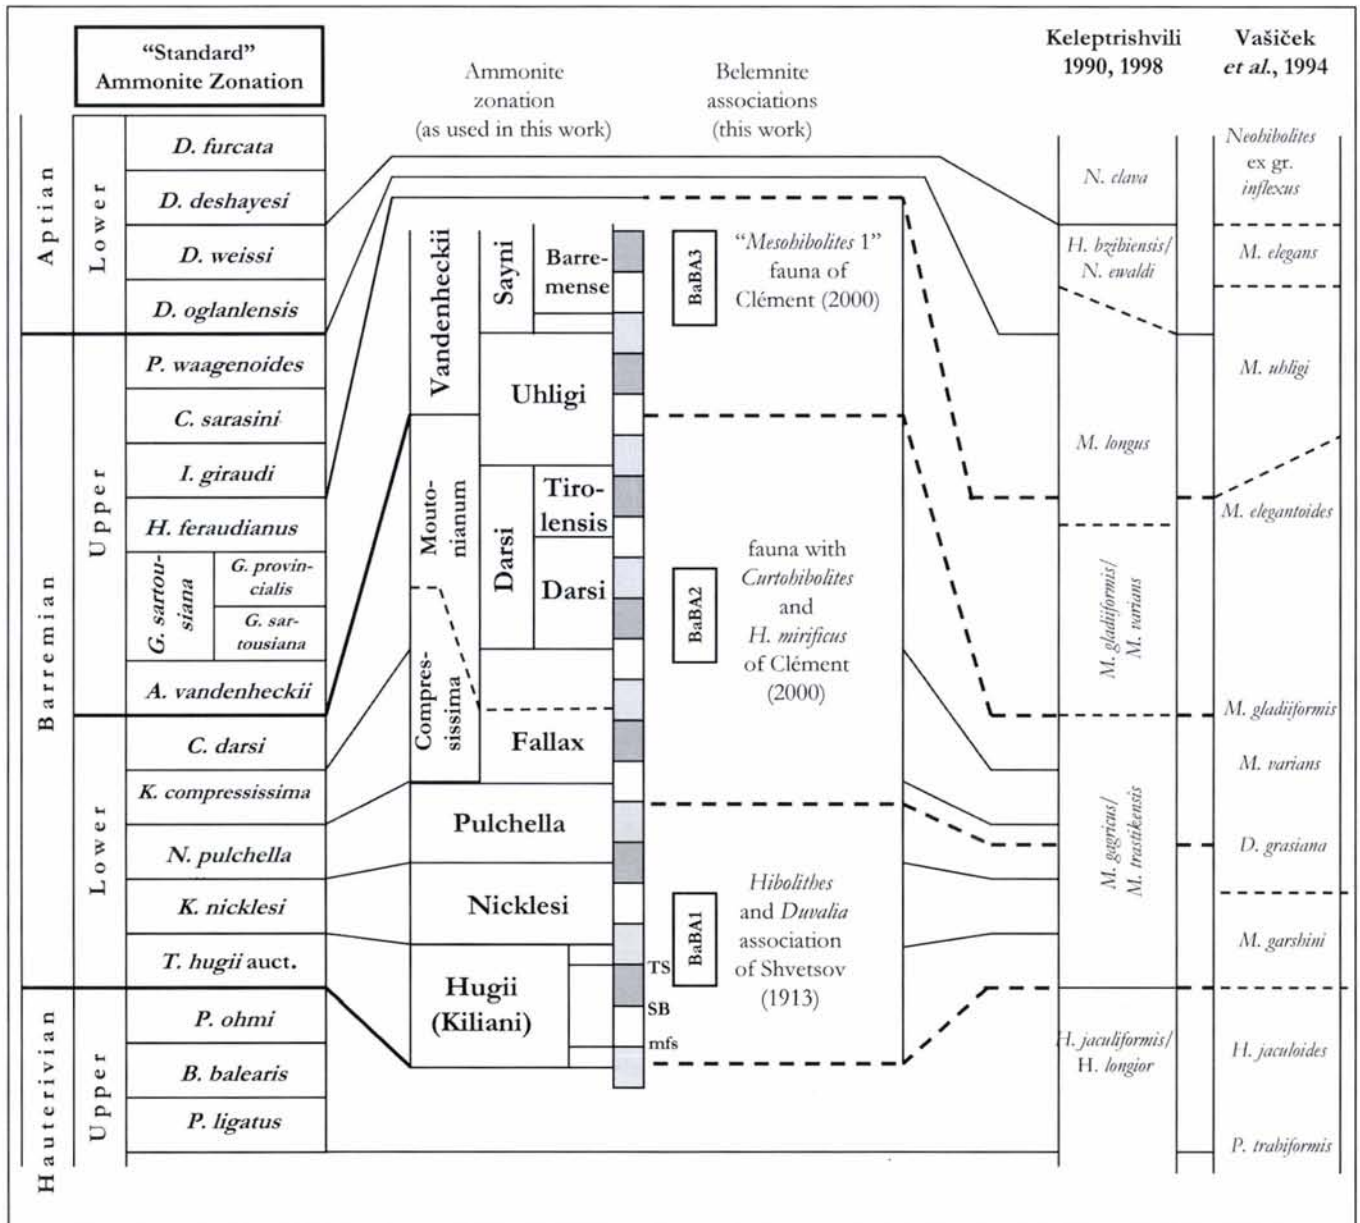 “Standard”
Ammonite Zonation
Ammonite
zonation
(as used in this work)
Belemnite
associations
(this work)
Keleptrishvili
1990, 1998
Vašiček
et al., 1994
Aptian
Lower
D. furcata
D. deshayesi
D. weissi
D. oglanlensis
Barremian
Upper
P. waagenoides
C. sarasini
I. giraudi
H. feraudianus
G. sartou-
siana
G. provin-
cialis
G. sar-
tousiana
A. vandenheckii
Lower
C. darsi
K. compressissima
N. pulchella
K. nicklesi
T. hugii auct.
Hauterivian
Upper
P. ohmi
B. balearis
P. ligatus
Vandenheckii
Sayni
Barre-
mense
Uhligi
Mouto-
nianum
Darsi
Tiro-
lensis
Darsi
Compres-
sissima
Fallax
Pulchella
Nicklesi
Hugii
(Kiliani)
TS
SB
mfs
BaBA3
“Mesohibolites 1”
fauna of
Clément (2000)
BaBA2
fauna with
Curtohibolites
and
H. mirificus
of Clément
(2000)
BaBA1
Hibolithes
and Duvalia
association
of Shvetsov
(1913)
N. clava
H. bzibiensis/
N. ewaldi
M. longus
M. gladiiformis/
M. varians
M. gagricus/
M. trastikensis
H. jaculiformis/
H. longior
Neohibolites
ex gr.
inflexus
M. elegans
M. uhligi
M. elegantoides
M. gladiiformis
M. varians
D. grasiana
M. garshini
H. jaculoides
P. trabiformis